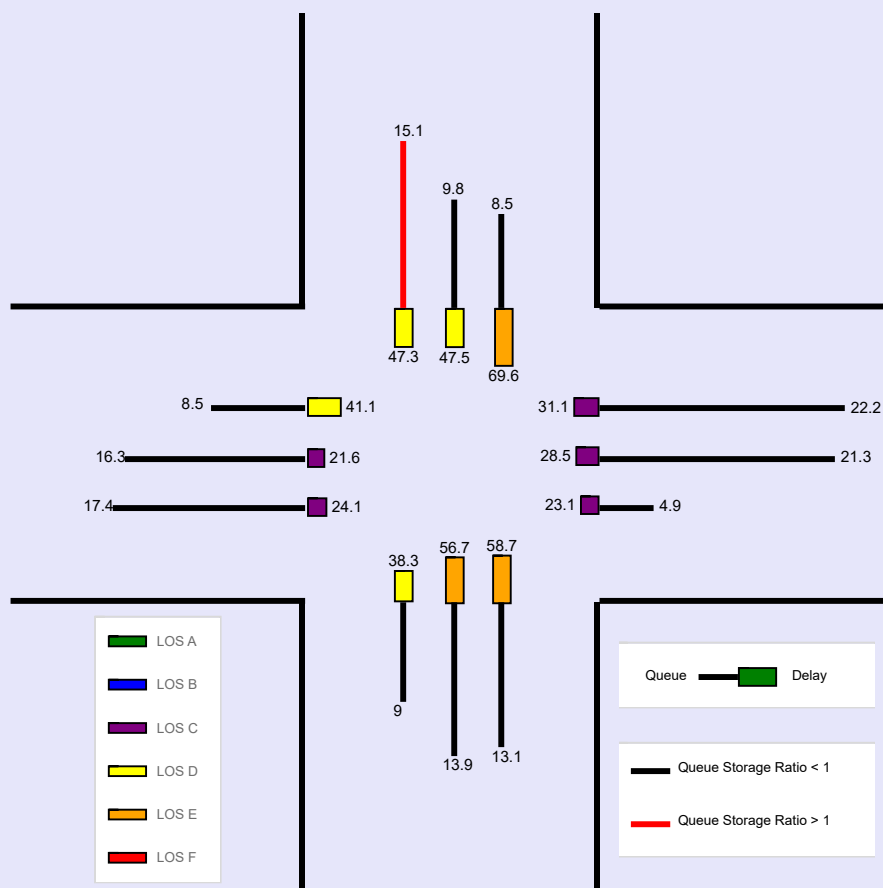 15.1
9.8
8.5
47.3
47.5
69.6
8.5
41.1
31.1
22.2
16.3
21.6
28.5
21.3
17.4
24.1
23.1
4.9
38.3
56.7
58.7
9
13.9
13.1
LOS A
LOS B
LOS C
LOS D
LOS E
LOS F
Queue Delay
Queue Storage Ratio < 1
Queue Storage Ratio > 1